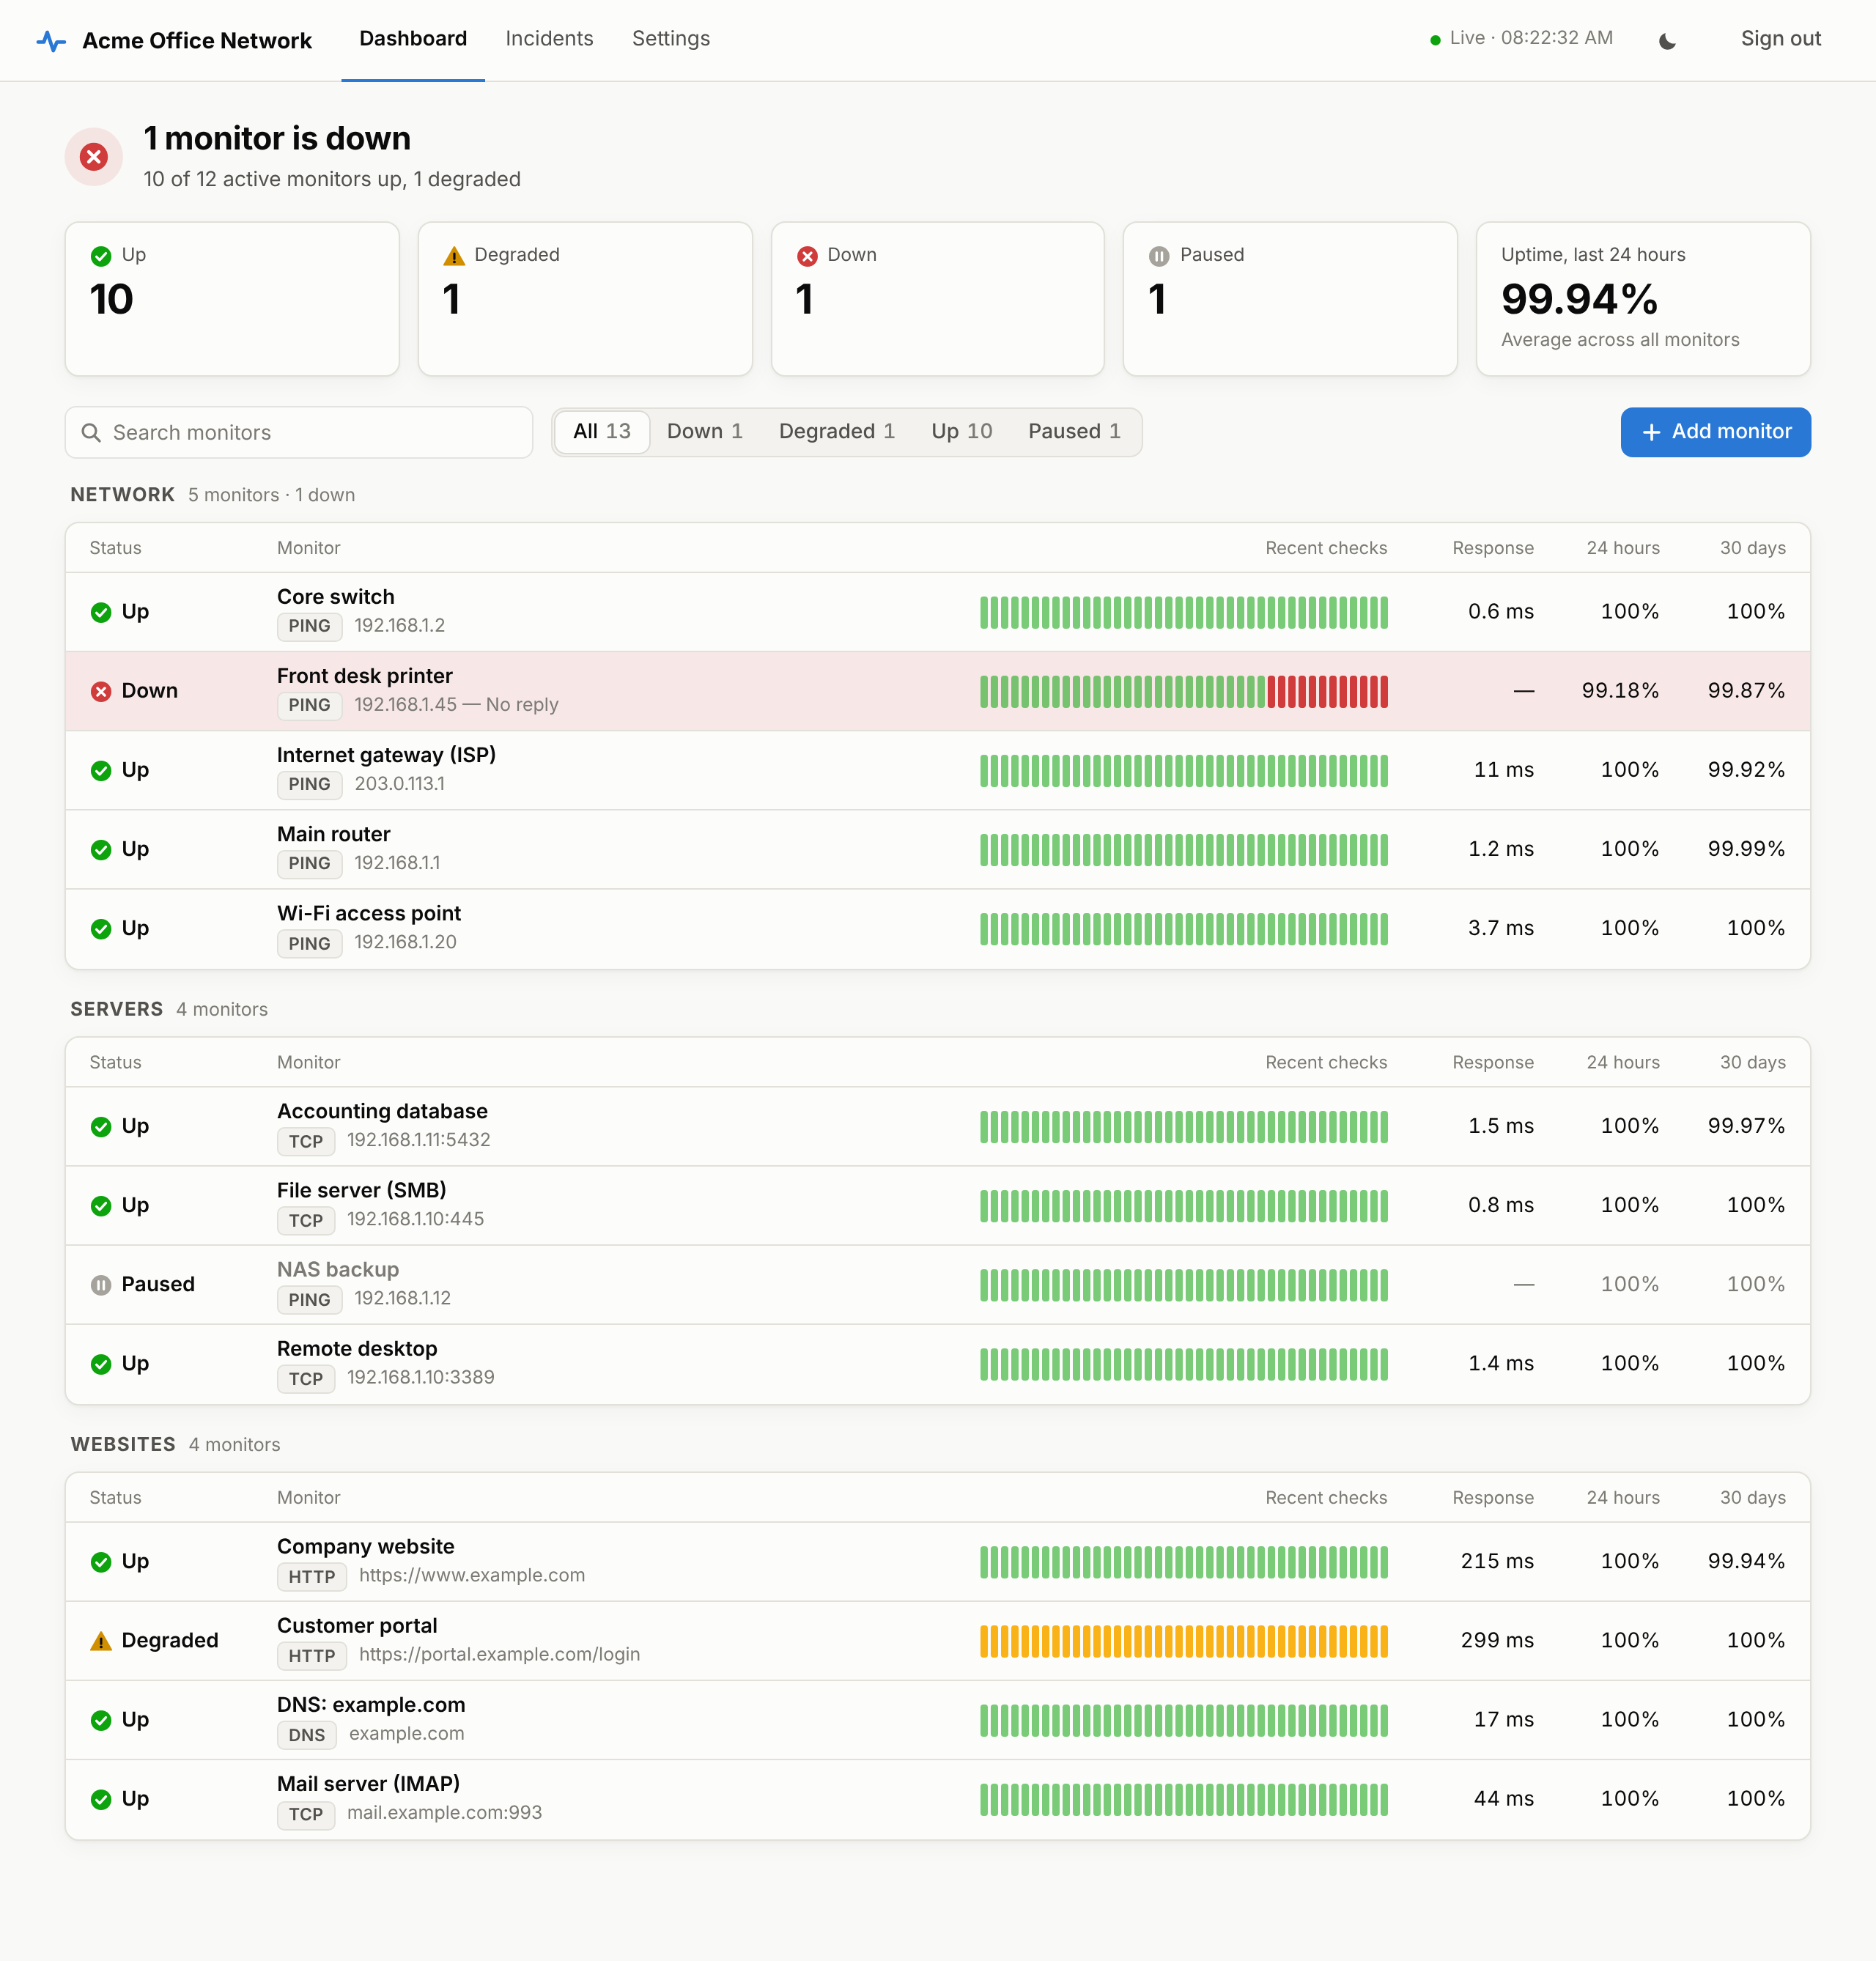 Acme Office Network Dashboard Incidents Settings Live · 08:22:32 AM Sign out
1 monitor is down
10 of 12 active monitors up, 1 degraded
Up Degraded Down Paused Uptime, last 24 hours
10 1 1 1 99.94%
Average across all monitors
Search monitors All 13 Down 1 Degraded 1 Up 10 Paused 1 + Add monitor
NETWORK 5 monitors · 1 down
Status Monitor Recent checks Response 24 hours 30 days
Core switch
Up PING 192.168.1.2 0.6 ms 100% 100%
Front desk printer
Down PING 192.168.1.45 — No reply — 99.18% 99.87%
Internet gateway (ISP)
Up PING 203.0.113.1 11 ms 100% 99.92%
Main router
Up PING 192.168.1.1 1.2 ms 100% 99.99%
Wi-Fi access point
Up PING 192.168.1.20 3.7 ms 100% 100%
SERVERS 4 monitors
Status Monitor Recent checks Response 24 hours 30 days
Accounting database
Up TCP 192.168.1.11:5432 1.5 ms 100% 99.97%
File server (SMB)
Up TCP 192.168.1.10:445 0.8 ms 100% 100%
NAS backup
Paused PING 192.168.1.12 — 100% 100%
Remote desktop
Up TCP 192.168.1.10:3389 1.4 ms 100% 100%
WEBSITES 4 monitors
Status Monitor Recent checks Response 24 hours 30 days
Company website
Up HTTP https://www.example.com 215 ms 100% 99.94%
Customer portal
Degraded HTTP https://portal.example.com/login 299 ms 100% 100%
DNS: example.com
Up DNS example.com 17 ms 100% 100%
Mail server (IMAP)
Up TCP mail.example.com:993 44 ms 100% 100%